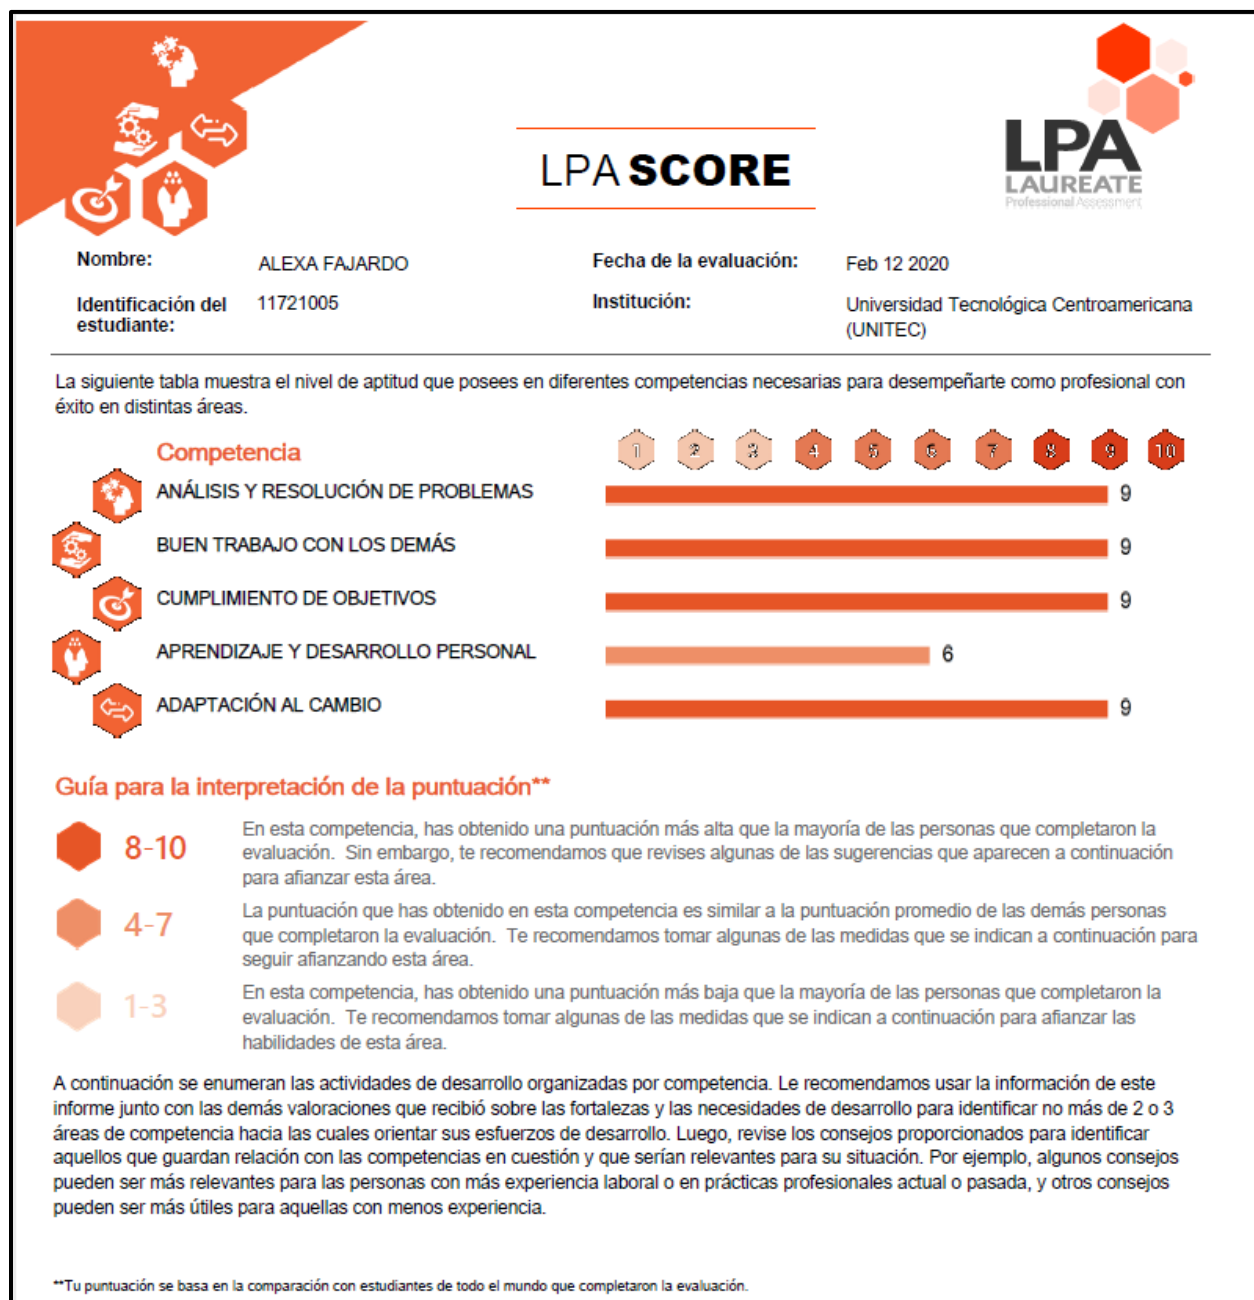 LPA SCORE
LPA
LAUREATE
Professional Assessment
Nombre: ALEXA FAJARDO Fecha de la evaluación: Feb 12 2020
Identificación del estudiante: 11721005 Institución: Universidad Tecnológica Centroamericana (UNITEC)
La siguiente tabla muestra el nivel de aptitud que posees en diferentes competencias necesarias para desempeñarte como profesional con
éxito en distintas áreas.
Competencia 1 2 3 4 5 6 7 8 9 10
ANÁLISIS Y RESOLUCIÓN DE PROBLEMAS 9
BUEN TRABAJO CON LOS DEMÁS 9
CUMPLIMIENTO DE OBJETIVOS 9
APRENDIZAJE Y DESARROLLO PERSONAL 6
ADAPTACIÓN AL CAMBIO 9
Guía para la interpretación de la puntuación**
8-10
En esta competencia, has obtenido una puntuación más alta que la mayoría de las personas que completaron la
evaluación. Sin embargo, te recomendamos que revises algunas de las sugerencias que aparecen a continuación
para afianzar esta área.
4-7
La puntuación que has obtenido en esta competencia es similar a la puntuación promedio de las demás personas
que completaron la evaluación. Te recomendamos tomar algunas de las medidas que se indican a continuación para
seguir afianzando esta área.
1-3
En esta competencia, has obtenido una puntuación más baja que la mayoría de las personas que completaron la
evaluación. Te recomendamos tomar algunas de las medidas que se indican a continuación para afianzar las
habilidades de esta área.
A continuación se enumeran las actividades de desarrollo organizadas por competencia. Le recomendamos usar la información de este
informe junto con las demás valoraciones que recibió sobre las fortalezas y las necesidades de desarrollo para identificar no más de 2 o 3
áreas de competencia hacia las cuales orientar sus esfuerzos de desarrollo. Luego, revise los consejos proporcionados para identificar
aquellos que guardan relación con las competencias en cuestión y que serían relevantes para su situación. Por ejemplo, algunos consejos
pueden ser más relevantes para las personas con más experiencia laboral o en prácticas profesionales actual o pasada, y otros consejos
pueden ser más útiles para aquellas con menos experiencia.
**Tu puntuación se basa en la comparación con estudiantes de todo el mundo que completaron la evaluación.